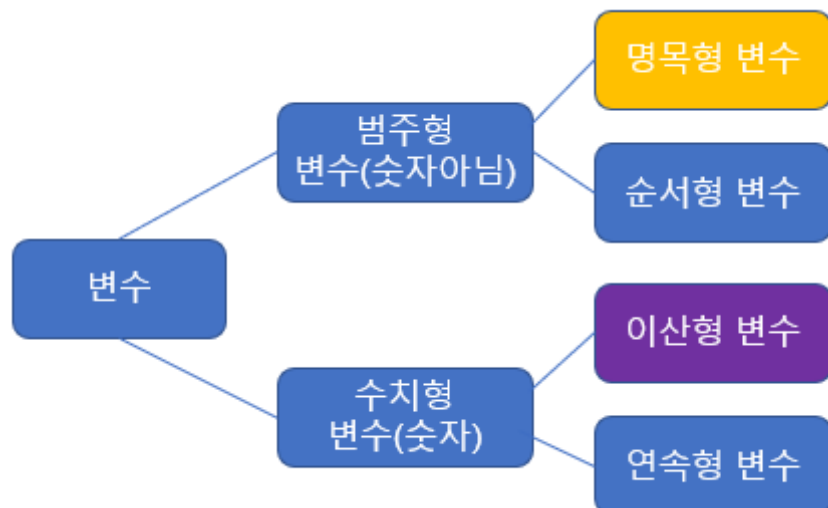 명목형 변수
범주형
변수(숫자아님)
순서형 변수
변수
이산형 변수
수치형
변수(숫자)
연속형 변수